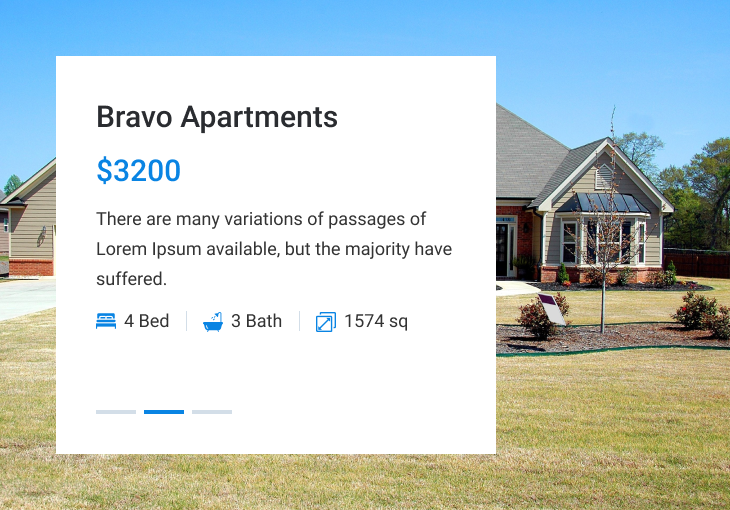 Bravo Apartments
$3200
There are many variations of passages of
Lorem Ipsum available, but the majority have
suffered.
4 Bed 3 Bath 1574 sq